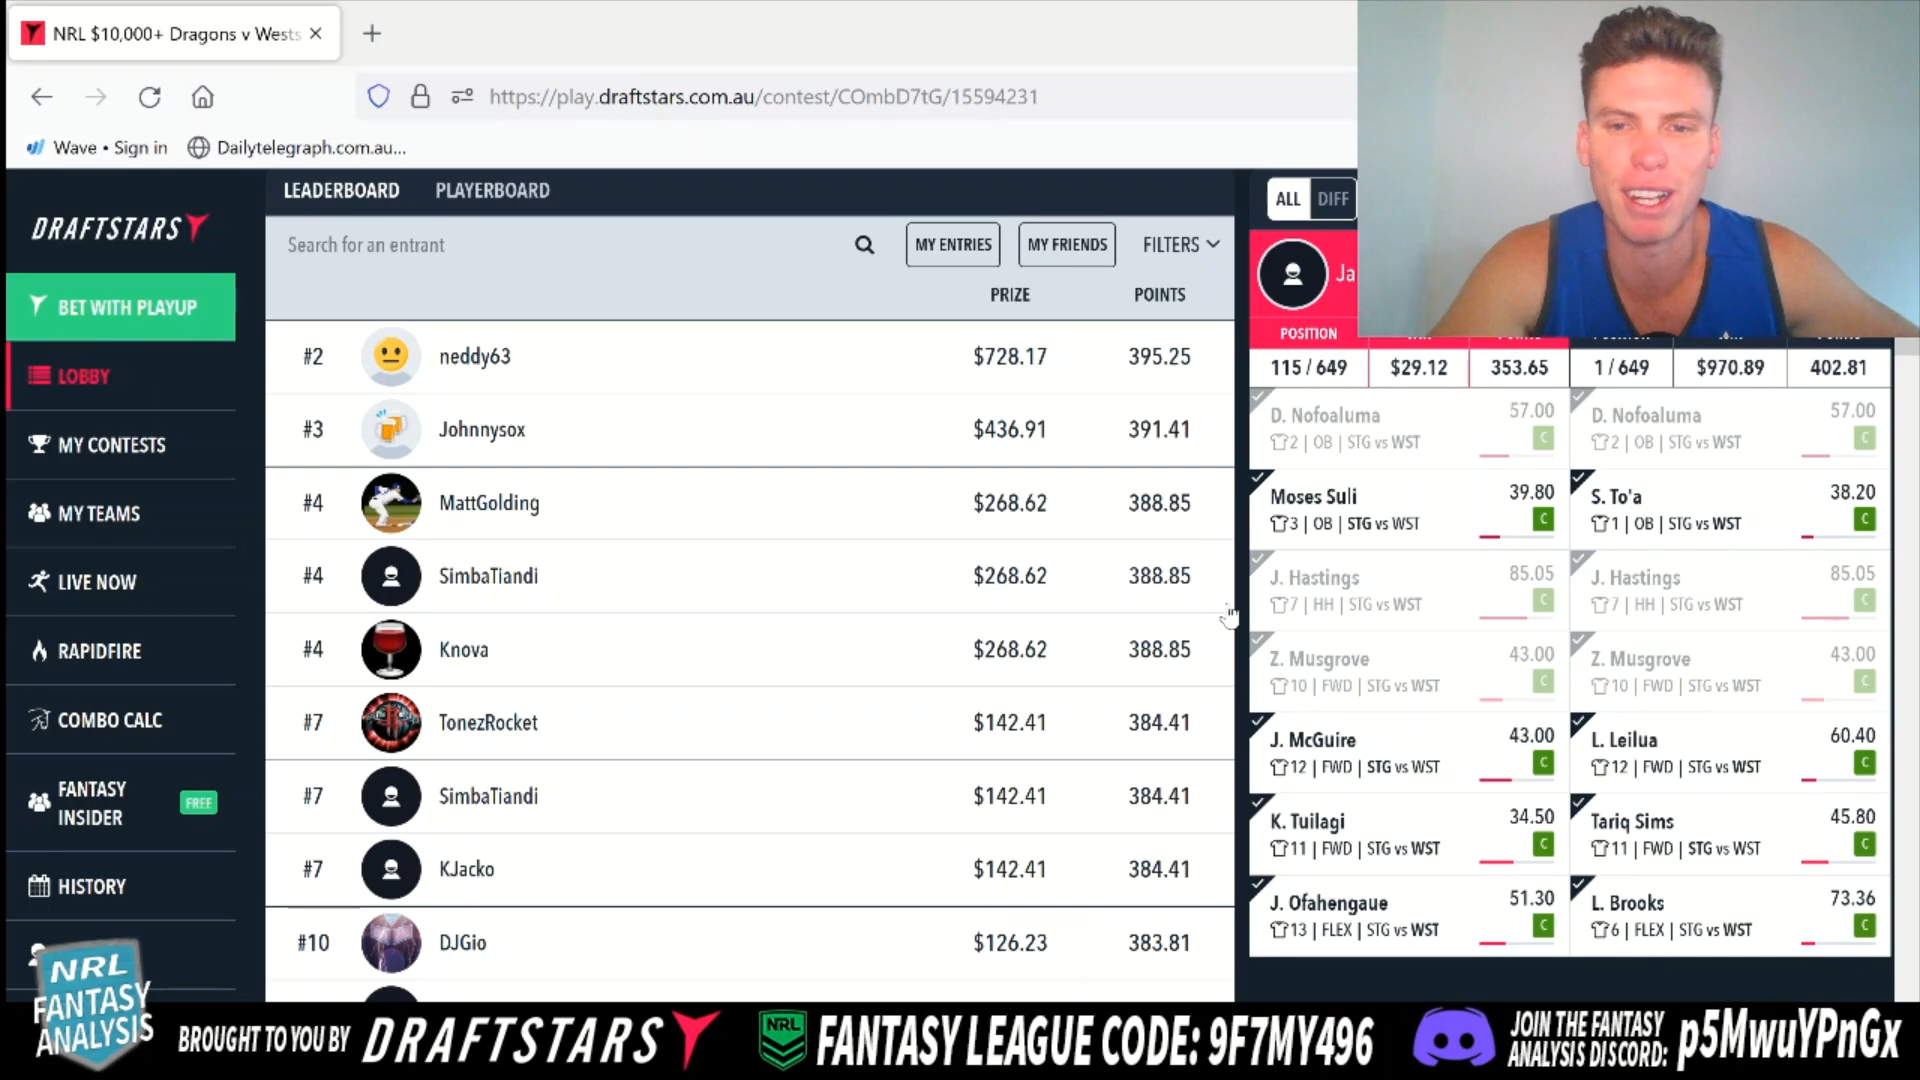 NRL $10,000+ Dragons v Wests
https://play.draftstars.com.au/contest/COmbD7tG/15594231
Wave • Sign in
Dailytelegraph.com.au...
DRAFTSTARS
BET WITH PLAYUP
LOBBY
MY CONTESTS
MY TEAMS
LIVE NOW
RAPIDFIRE
COMBO CALC
FANTASY
INSIDER
FREE
HISTORY
LEADERBOARD PLAYERBOARD
Search for an entrant
MY ENTRIES
MY FRIENDS
FILTERS
PRIZE POINTS
#2 neddy63 $728.17 395.25
#3 Johnnysox $436.91 391.41
#4 MattGolding $268.62 388.85
#4 SimbaTiandi $268.62 388.85
#4 Knova $268.62 388.85
#7 TonezRocket $142.41 384.41
#7 SimbaTiandi $142.41 384.41
#7 KJacko $142.41 384.41
#10 DJGio $126.23 383.81
ALL DIFF
Ja
POSITION
115 / 649 $29.12 353.65
1 / 649 $970.89 402.81
D. Nofoaluma 57.00
2 | OB | STG vs WST C
D. Nofoaluma 57.00
2 | OB | STG vs WST C
Moses Suli 39.80
3 | OB | STG vs WST C
S. To'a 38.20
1 | OB | STG vs WST C
J. Hastings 85.05
7 | HH | STG vs WST C
J. Hastings 85.05
7 | HH | STG vs WST C
Z. Musgrove 43.00
10 | FWD | STG vs WST C
Z. Musgrove 43.00
10 | FWD | STG vs WST C
J. McGuire 43.00
12 | FWD | STG vs WST C
L. Leilua 60.40
12 | FWD | STG vs WST C
K. Tuilagi 34.50
11 | FWD | STG vs WST C
Tariq Sims 45.80
11 | FWD | STG vs WST C
J. Ofahengaue 51.30
13 | FLEX | STG vs WST C
L. Brooks 73.36
6 | FLEX | STG vs WST C
NRL
FANTASY
ANALYSIS
BROUGHT TO YOU BY DRAFTSTARS
NRL
FANTASY LEAGUE CODE: 9F7MY496
JOIN THE FANTASY
ANALYSIS DISCORD: p5MwuYPnGx